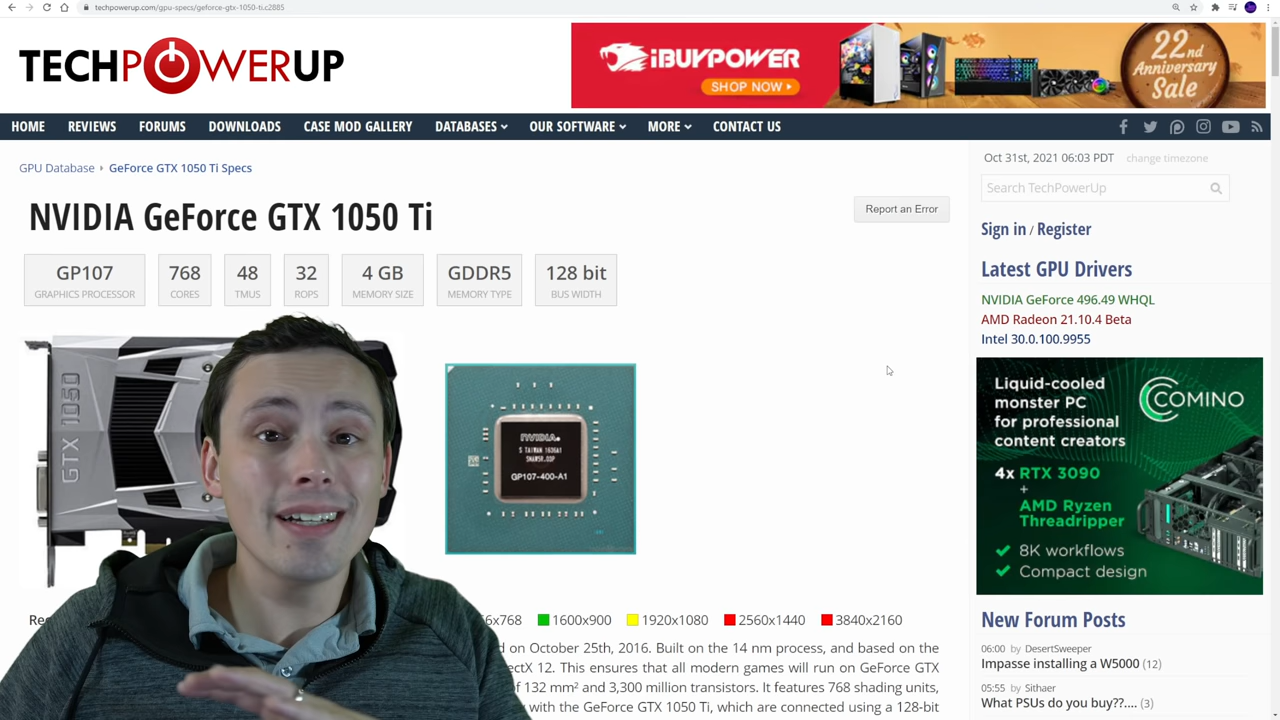 techpowerup.com/gpu-specs/geforce-gtx-1050-ti.c2885
TECHPOWERUP
iBUYPOWER
SHOP NOW
22nd
Anniversary
Sale
HOME REVIEWS FORUMS DOWNLOADS CASE MOD GALLERY DATABASES OUR SOFTWARE MORE CONTACT US
GPU Database GeForce GTX 1050 Ti Specs
Oct 31st, 2021 06:03 PDT change timezone
Search TechPowerUp
NVIDIA GeForce GTX 1050 Ti
Report an Error
Sign in / Register
GP107 768 48 32 4 GB GDDR5 128 bit
GRAPHICS PROCESSOR CORES TMUS ROPS MEMORY SIZE MEMORY TYPE BUS WIDTH
Latest GPU Drivers
NVIDIA GeForce 496.49 WHQL
AMD Radeon 21.10.4 Beta
Intel 30.0.100.9955
GTX 1050
NVIDIA
GP107-400-A1
Liquid-cooled
monster PC
for professional
content creators
COMINO
4x RTX 3090
+
AMD Ryzen
Threadripper
8K workflows
Compact design
x768 1600x900 1920x1080 2560x1440 3840x2160
d on October 25th, 2016. Built on the 14 nm process, and based on the
ectX 12. This ensures that all modern games will run on GeForce GTX
of 132 mm² and 3,300 million transistors. It features 768 shading units,
with the GeForce GTX 1050 Ti, which are connected using a 128-bit
New Forum Posts
06:00 by DesertSweeper
Impasse installing a W5000 (12)
05:55 by Sithaer
What PSUs do you buy??.... (3)